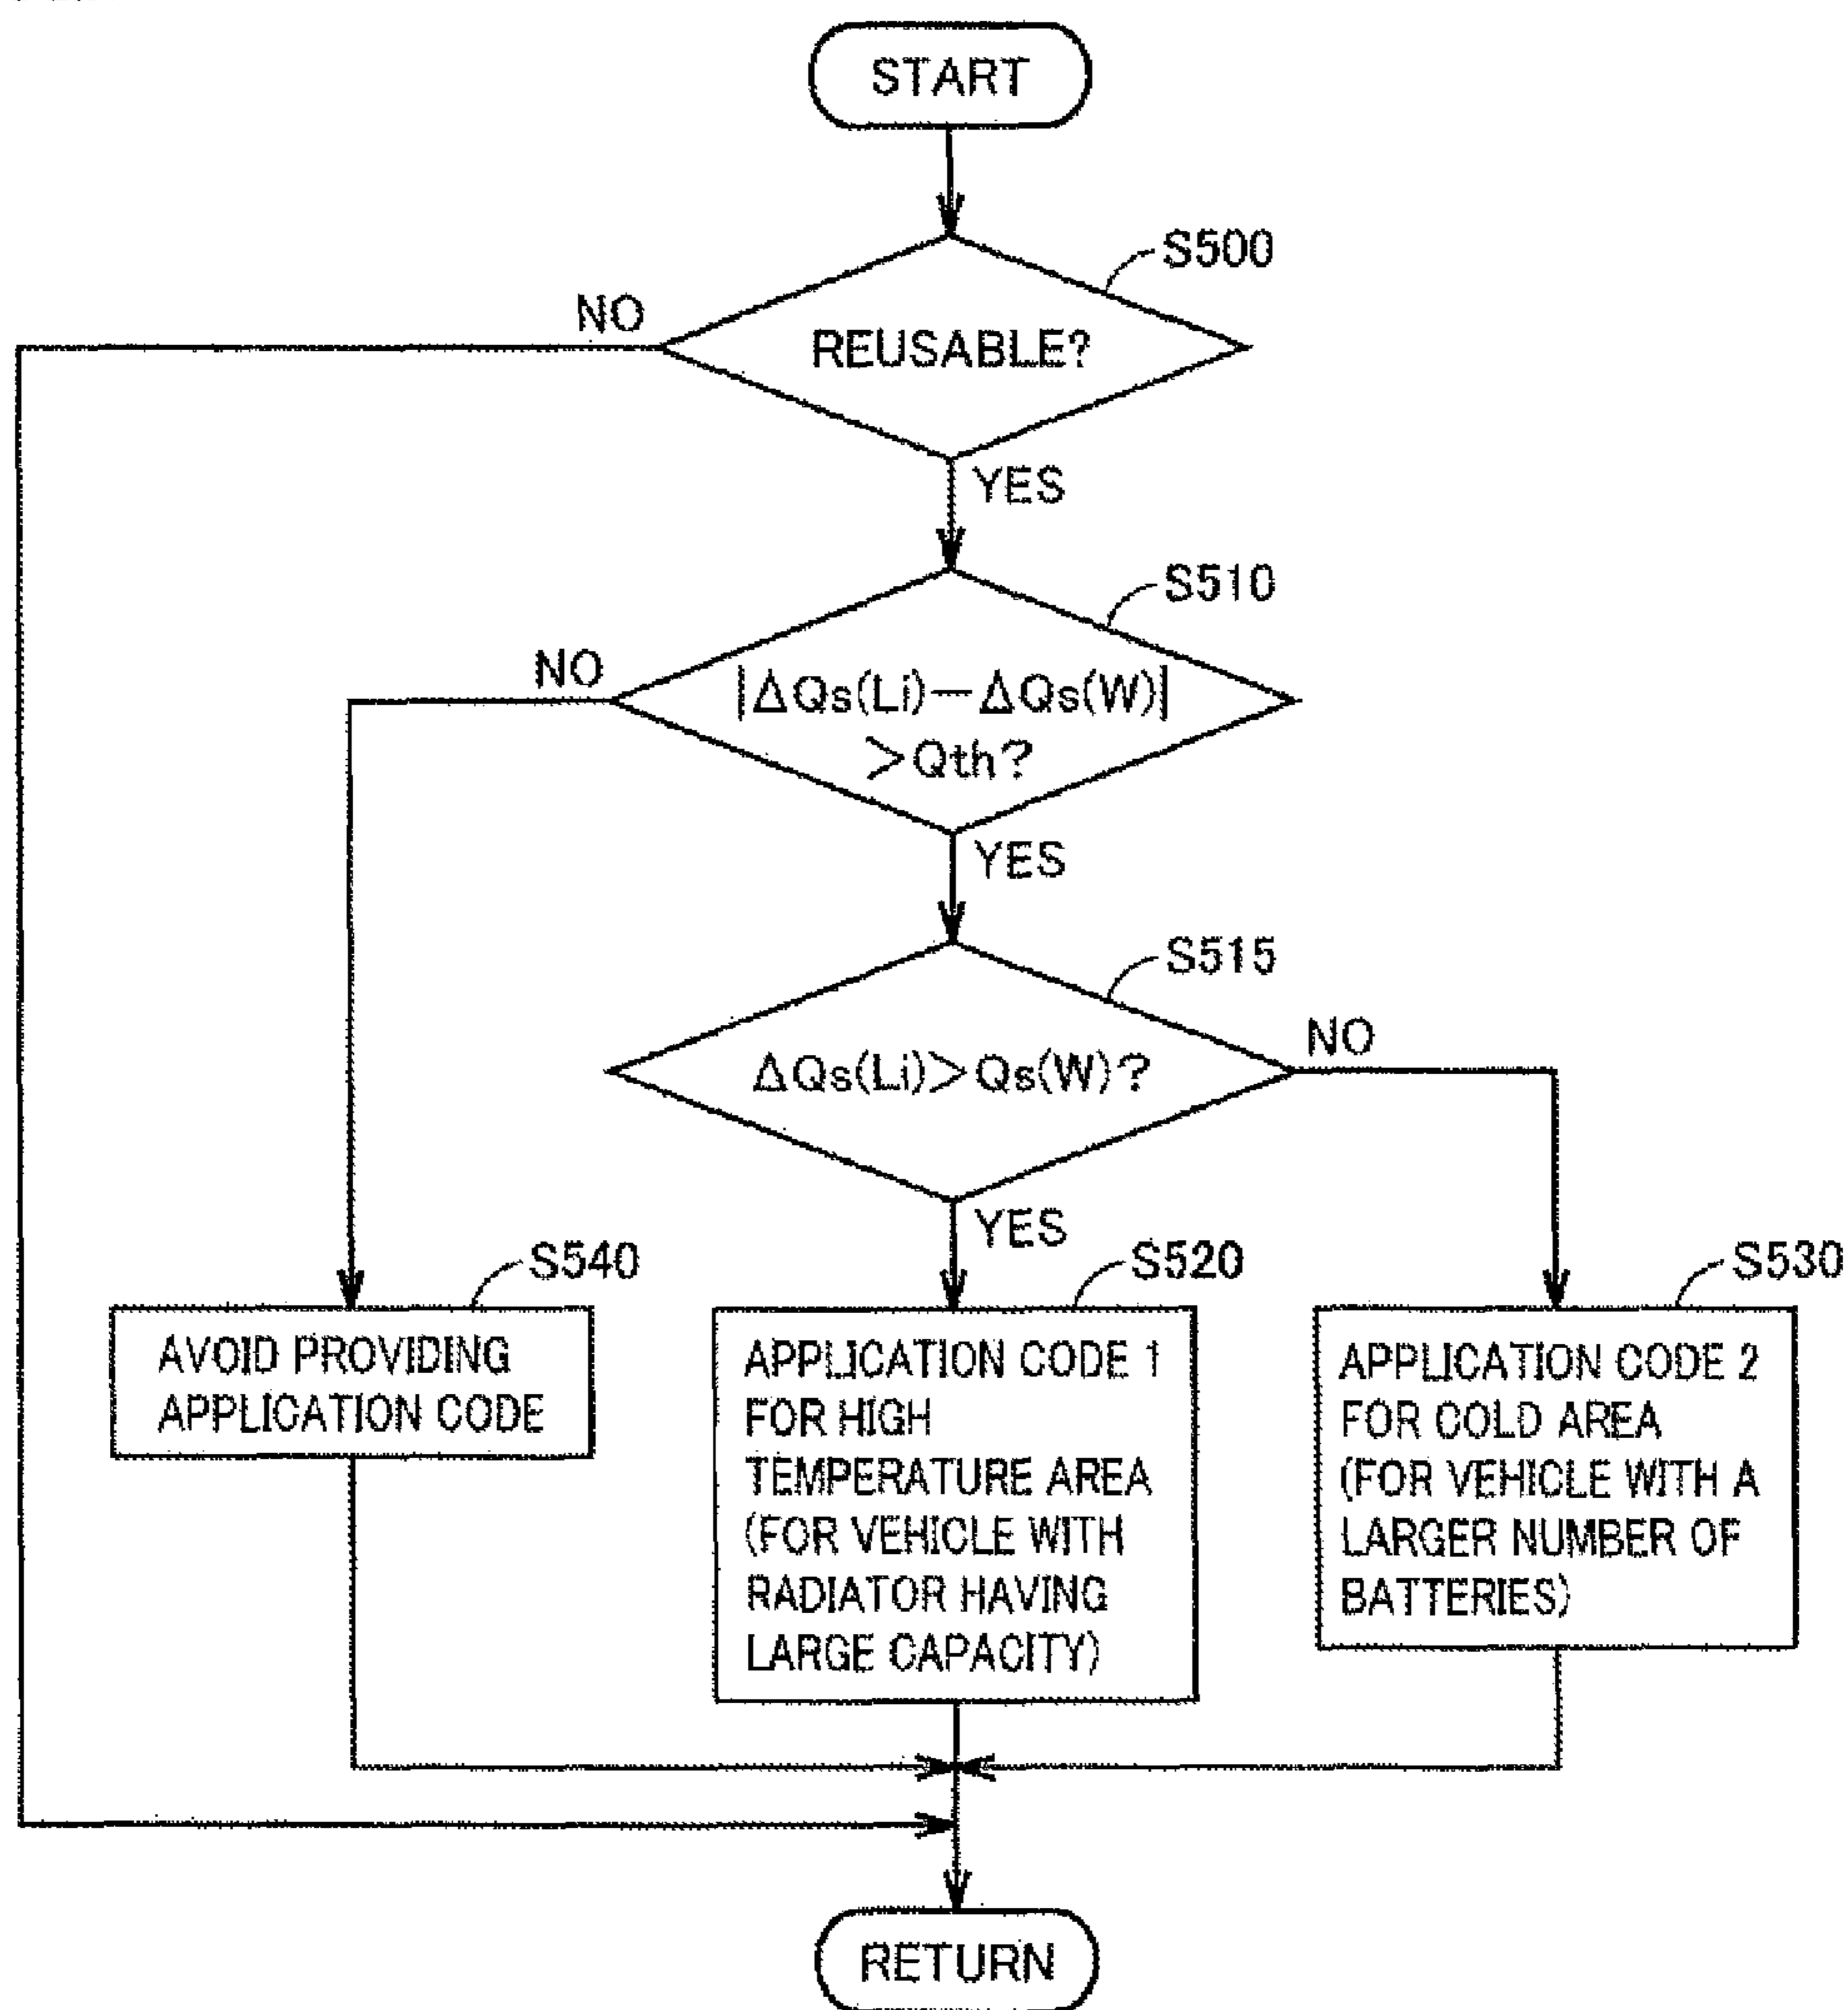 START
S500
NO
REUSABLE?
YES
S510
NO
|ΔQs(Li)−ΔQs(W)|
>Qth?
YES
S515
ΔQs(Li)>Qs(W)?
NO
YES
S540
AVOID PROVIDING
APPLICATION CODE
S520
APPLICATION CODE 1
FOR HIGH
TEMPERATURE AREA
(FOR VEHICLE WITH
RADIATOR HAVING
LARGE CAPACITY)
S530
APPLICATION CODE 2
FOR COLD AREA
(FOR VEHICLE WITH A
LARGER NUMBER OF
BATTERIES)
RETURN